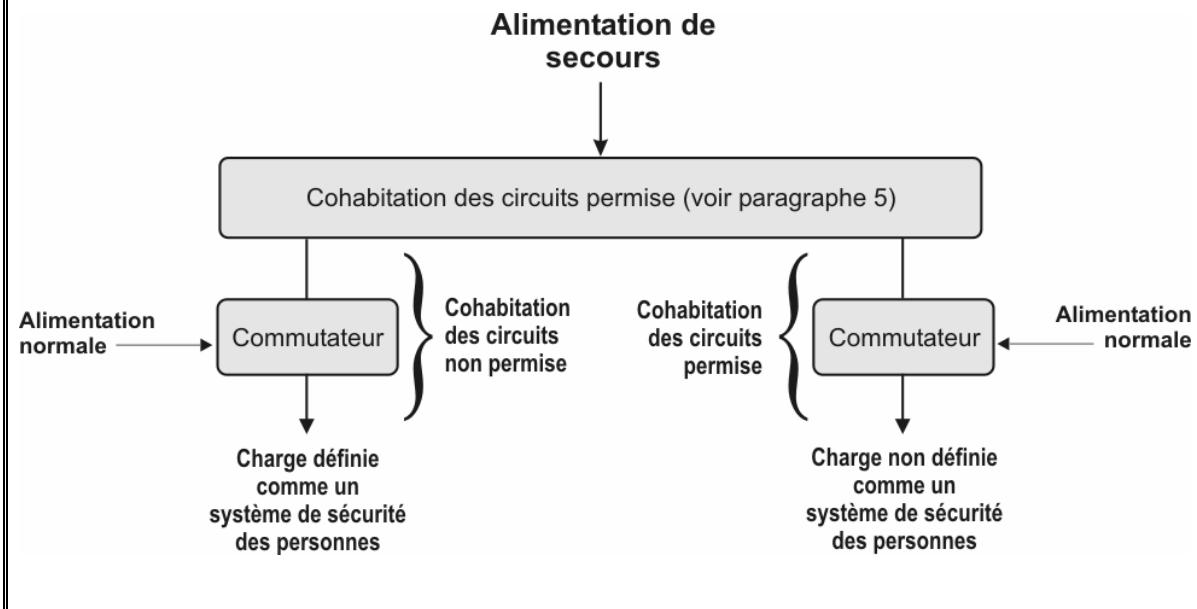 Alimentation de
secours
Cohabitation des circuits permise (voir paragraphe 5)
Alimentation
normale
Commutateur
Cohabitation
des circuits
non permise
Cohabitation
des circuits
permise
Commutateur
Alimentation
normale
Charge définie
comme un
système de sécurité
des personnes
Charge non définie
comme un
système de sécurité
des personnes